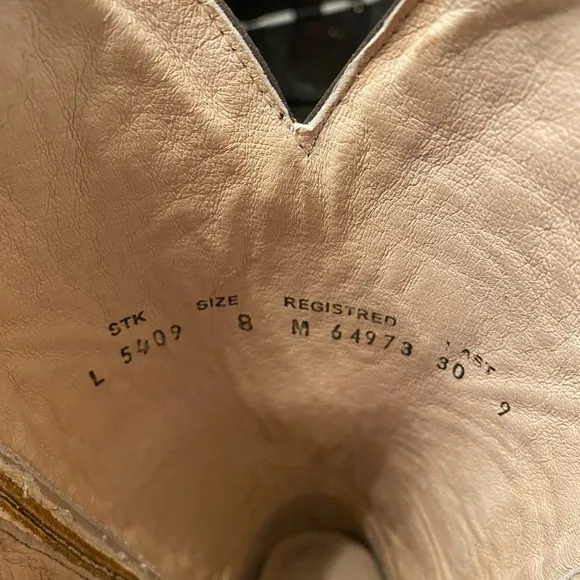 STK SIZE REGISTRED LAST
L 5409 8 M 64973 30 9